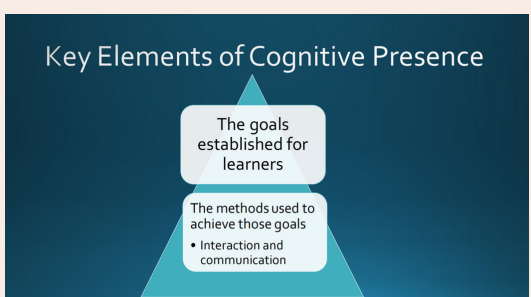 Key Elements of Cognitive Presence
The goals
established for
learners
The methods used to
achieve those goals
• Interaction and
communication